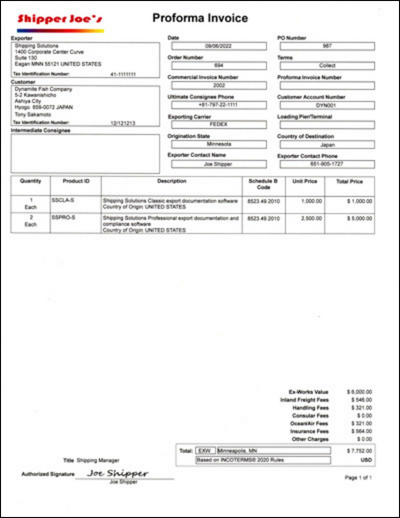 Shipper Joe's
Proforma Invoice
Exporter
Shipping Solutions
1400 Corporate Center Curve
Suite 130
Eagan MNN 55121 UNITED STATES
Tax Identification Number: 41-1111111
Customer
Dynamite Fish Company
5-2 Kawanishicho
Ashiya City
Hyogo 659-0072 JAPAN
Tony Sakamoto
Tax Identification Number: 12/121213
Intermediate Consignee
Date
09/06/2022
PO Number
987
Order Number
694
Terms
Collect
Commercial Invoice Number
2002
Proforma Invoice Number
Ultimate Consignee Phone
+81-797-22-1111
Customer Account Number
DYN001
Exporting Carrier
FEDEX
Loading Pier/Terminal
Origination State
Minnesota
Country of Destination
Japan
Exporter Contact Name
Joe Shipper
Exporter Contact Phone
651-905-1727
Quantity Product ID Description Schedule B Code Unit Price Total Price
1 Each SSCLA-S Shipping Solutions Classic export documentation software 8523.49.2010 1,000.00 $ 1,000.00
Country of Origin: UNITED STATES
2 Each SSPRO-S Shipping Solutions Professional export documentation and 8523.49.2010 2,500.00 $ 5,000.00
compliance software
Country of Origin: UNITED STATES
Ex-Works Value $ 6,000.00
Inland Freight Fees $ 546.00
Handling Fees $ 321.00
Consular Fees $ 0.00
Ocean/Air Fees $ 321.00
Insurance Fees $ 564.00
Other Charges $ 0.00
Total: EXW Minneapolis, MN $ 7,752.00
Based on INCOTERMS® 2020 Rules USD
Title Shipping Manager
Authorized Signature Joe Shipper
Joe Shipper
Page 1 of 1